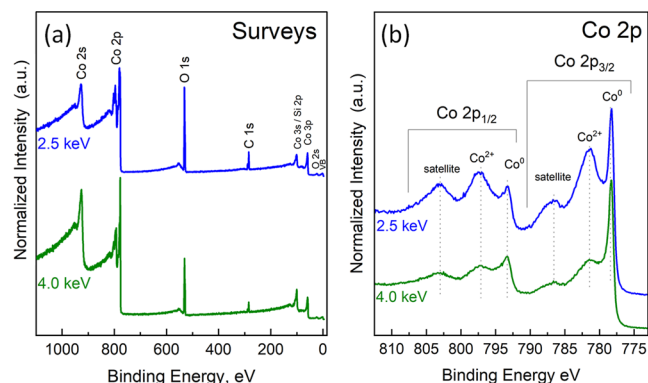 (a)
Surveys
Co 2s
Co 2p
O 1s
C 1s
Co 3s / Si 2p
Co 3p
O 2s
VB
2.5 keV
4.0 keV
Normalized Intensity (a.u.)
1000 800 600 400 200 0
Binding Energy, eV
(b)
Co 2p
Co 2p3/2
Co 2p1/2
Co⁰
Co²⁺
satellite
Co²⁺
Co⁰
satellite
2.5 keV
4.0 keV
Normalized Intensity (a.u.)
810 805 800 795 790 785 780 775
Binding Energy eV